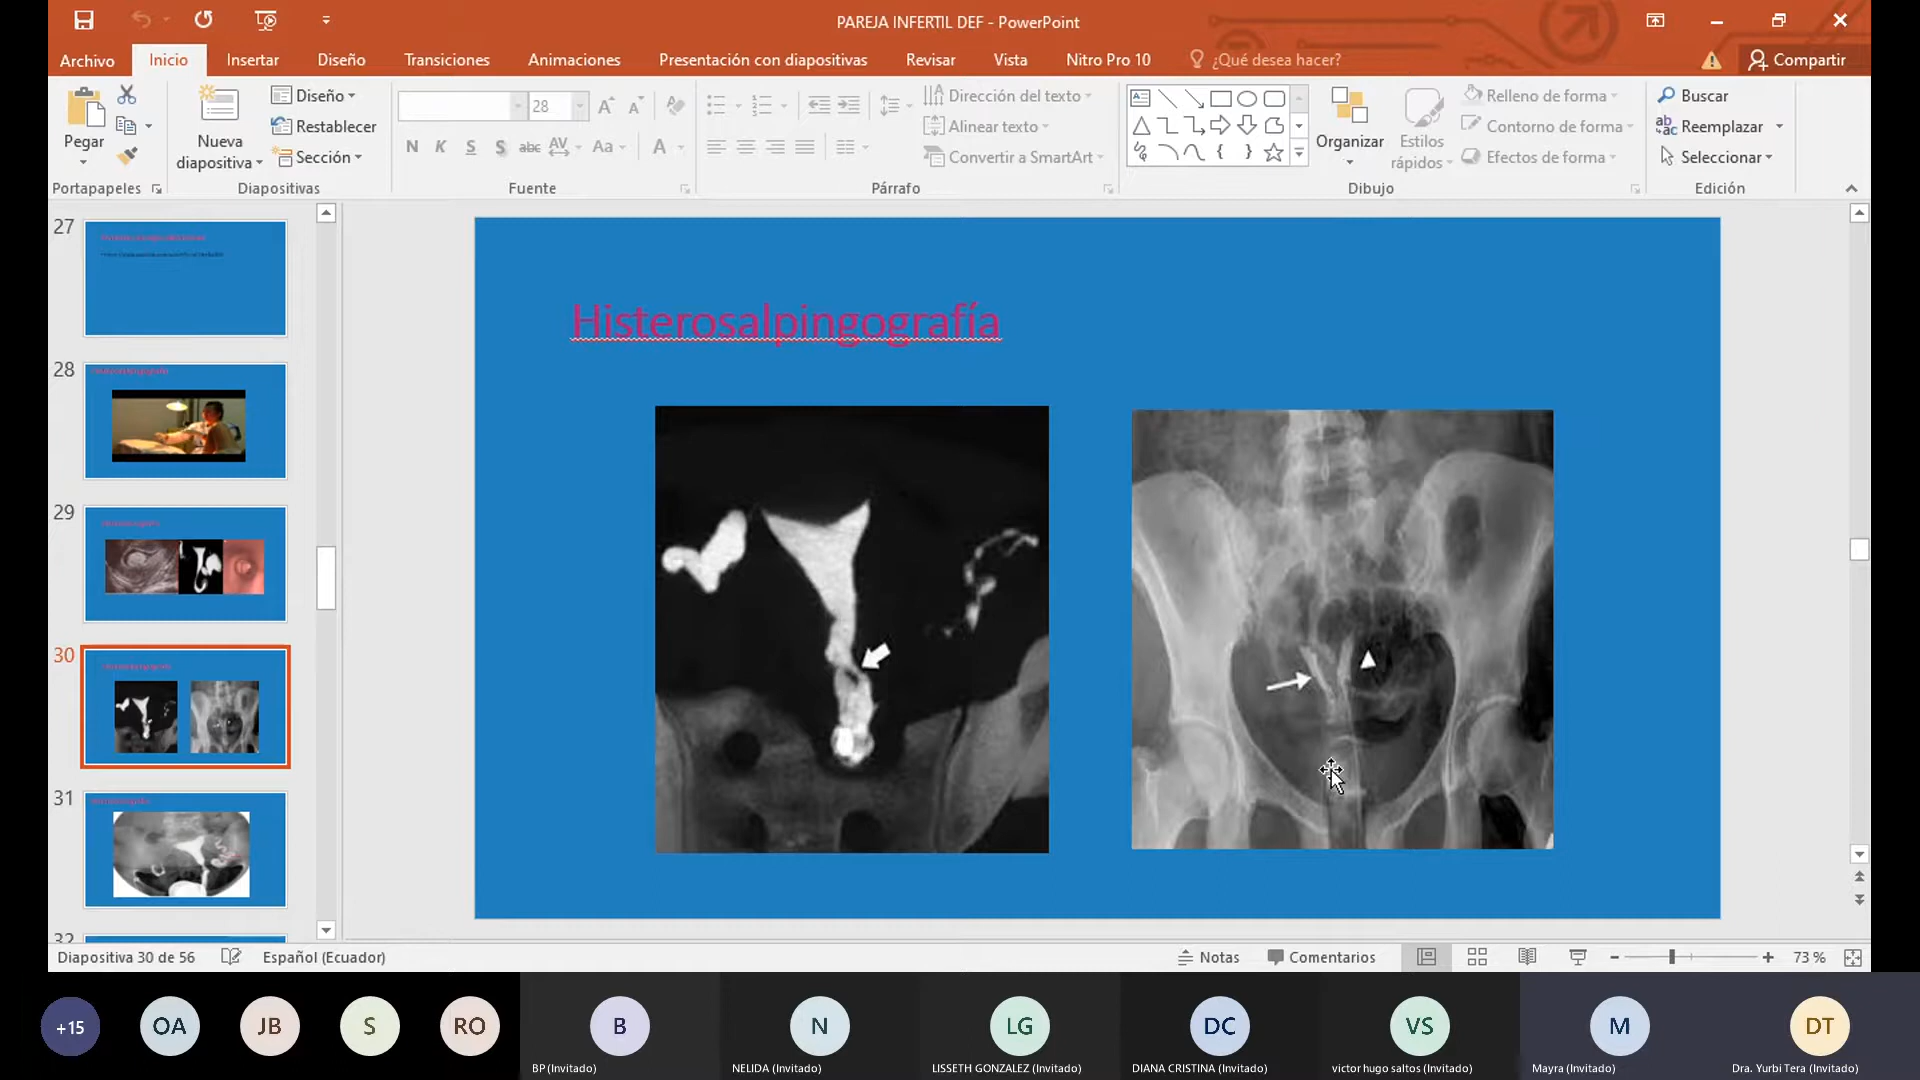 PAREJA INFERTIL DEF - PowerPoint
Archivo Inicio Insertar Diseño Transiciones Animaciones Presentación con diapositivas Revisar Vista Nitro Pro 10 ¿Qué desea hacer? Compartir
Pegar
Portapapeles
Nueva diapositiva
Diseño
Restablecer
Sección
Diapositivas
28
N K S S abc AV Aa A
Fuente
Dirección del texto
Alinear texto
Convertir a SmartArt
Párrafo
Organizar
Estilos rápidos
Relleno de forma
Contorno de forma
Efectos de forma
Dibujo
Buscar
Reemplazar
Seleccionar
Edición
27
28
29
30
31
32
Histerosalpingografía
Diapositiva 30 de 56 Español (Ecuador) Notas Comentarios 73 %
+15 OA JB S RO B N LG DC VS M DT
BP (Invitado) NELIDA (Invitado) LISSETH GONZALEZ (Invitado) DIANA CRISTINA (Invitado) victor hugo saltos (Invitado) Mayra (Invitado) Dra. Yurbi Tera (Invitado)